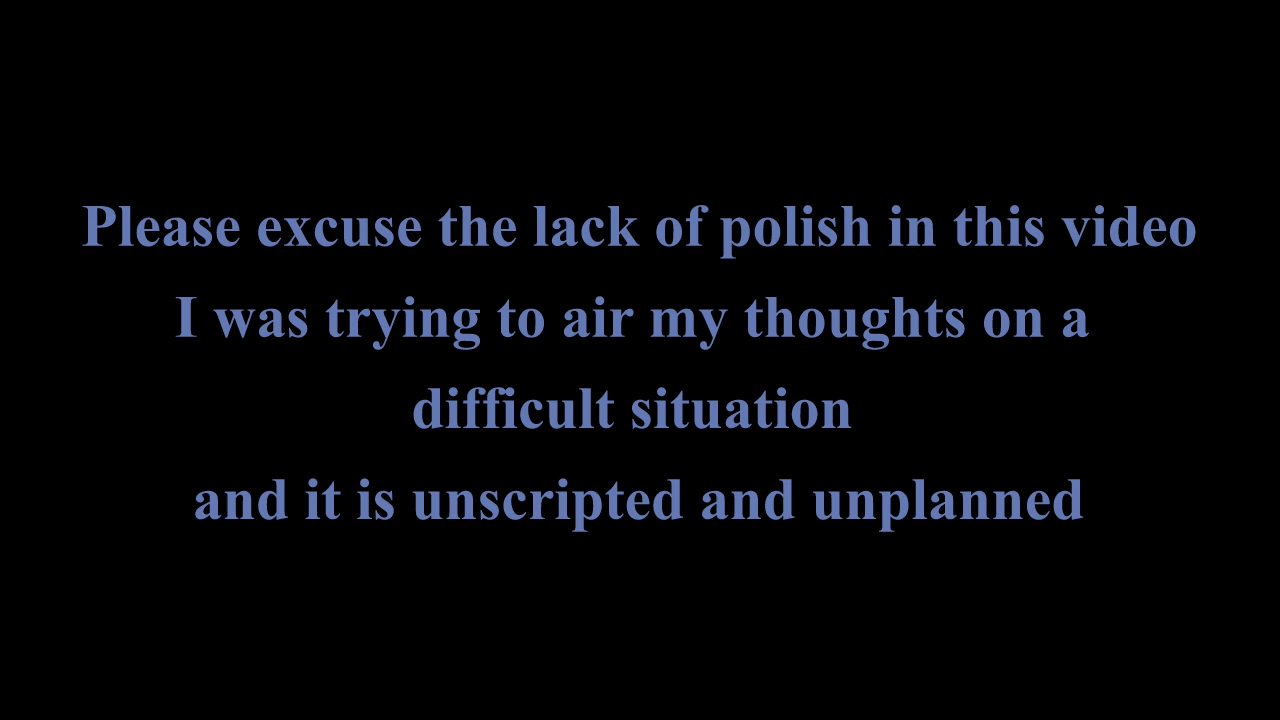 Please excuse the lack of polish in this video
I was trying to air my thoughts on a
difficult situation
and it is unscripted and unplanned